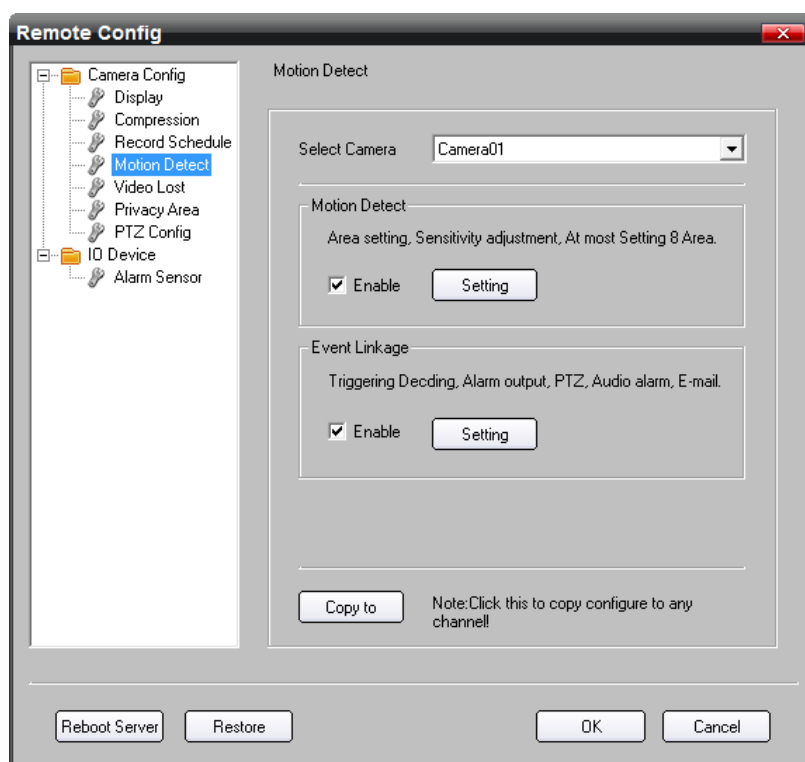 Remote Config
Camera Config
Display
Compression
Record Schedule
Motion Detect
Video Lost
Privacy Area
PTZ Config
IO Device
Alarm Sensor
Motion Detect
Select Camera Camera01
Motion Detect
Area setting, Sensitivity adjustment, At most Setting 8 Area.
Enable Setting
Event Linkage
Triggering Decding, Alarm output, PTZ, Audio alarm, E-mail.
Enable Setting
Copy to
Note:Click this to copy configure to any
channel!
Reboot Server Restore OK Cancel